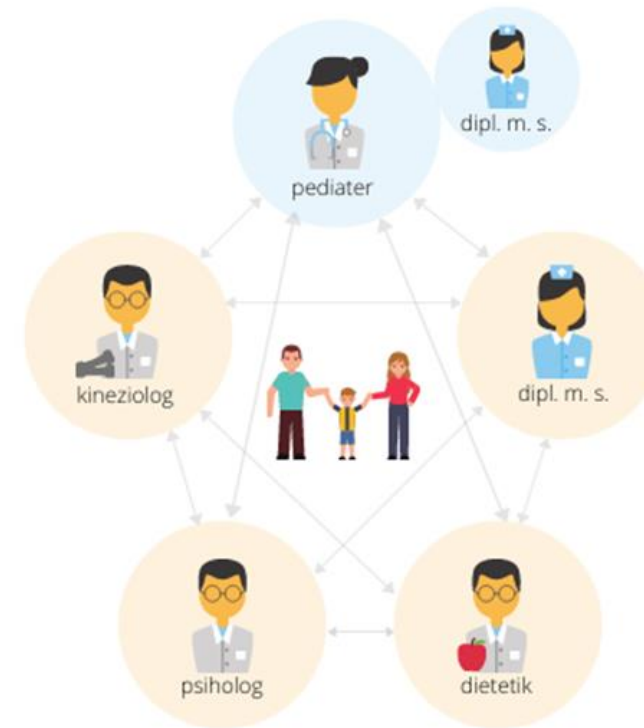 dipl. m. s.
pediater
kineziolog
dipl. m. s.
psiholog
dietetik